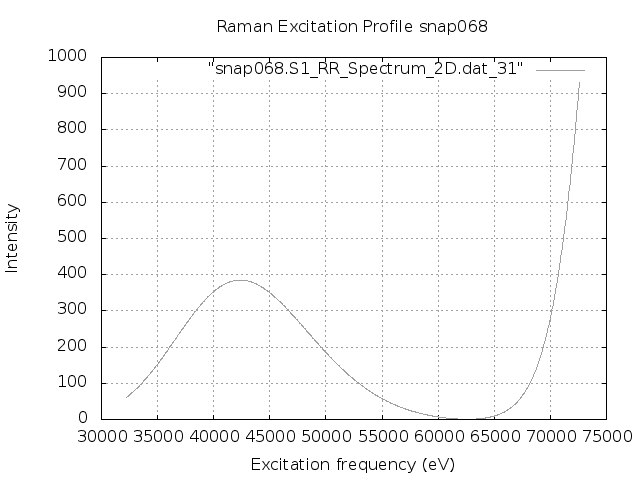 Raman Excitation Profile snap068
"snap068.S1_RR_Spectrum_2D.dat_31"
1000
900
800
700
600
500
400
300
200
100
0
Intensity
30000 35000 40000 45000 50000 55000 60000 65000 70000 75000
Excitation frequency (eV)